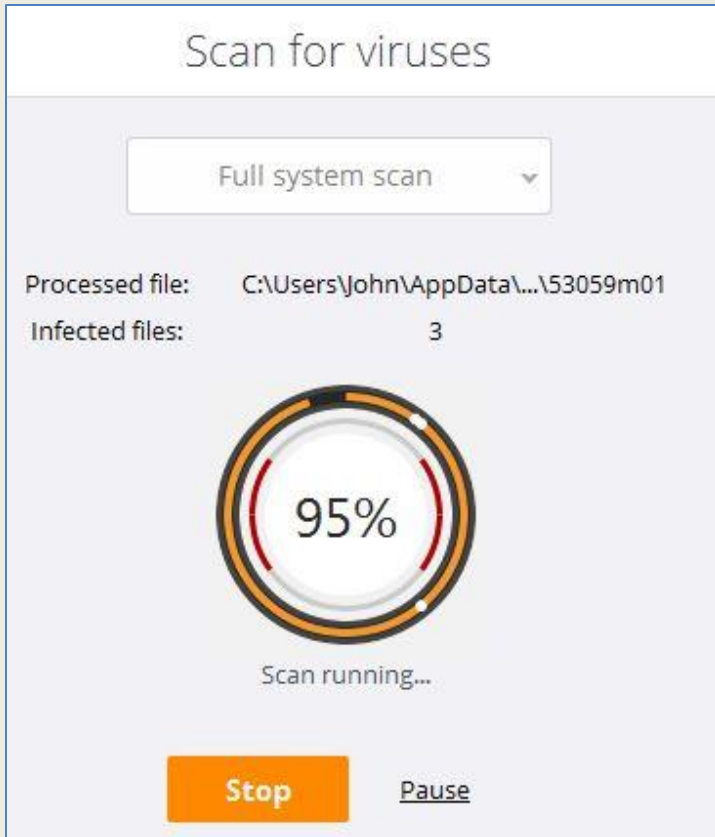 Scan for viruses
Full system scan
Processed file: C:\Users\John\AppData\...\53059m01
Infected files: 3
95%
Scan running...
Stop Pause